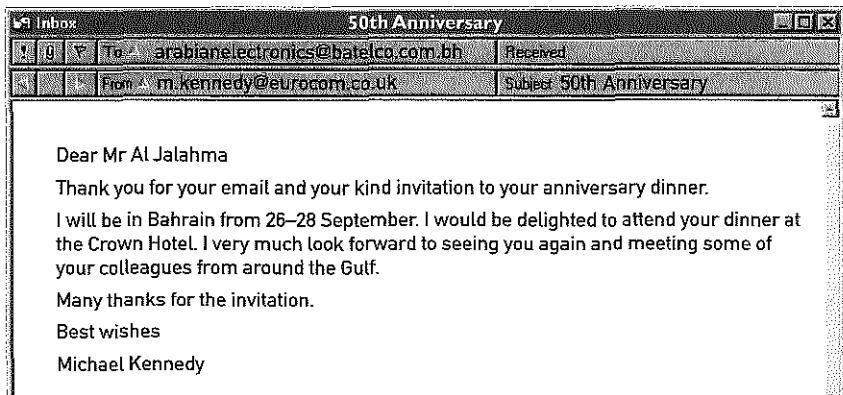 Inbox 50th Anniversary
To arabianelectronics@batelco.com.bh Received
From m.kennedy@eurocom.co.uk Subject 50th Anniversary
Dear Mr Al Jalahma
Thank you for your email and your kind invitation to your anniversary dinner.
I will be in Bahrain from 26–28 September. I would be delighted to attend your dinner at
the Crown Hotel. I very much look forward to seeing you again and meeting some of
your colleagues from around the Gulf.
Many thanks for the invitation.
Best wishes
Michael Kennedy